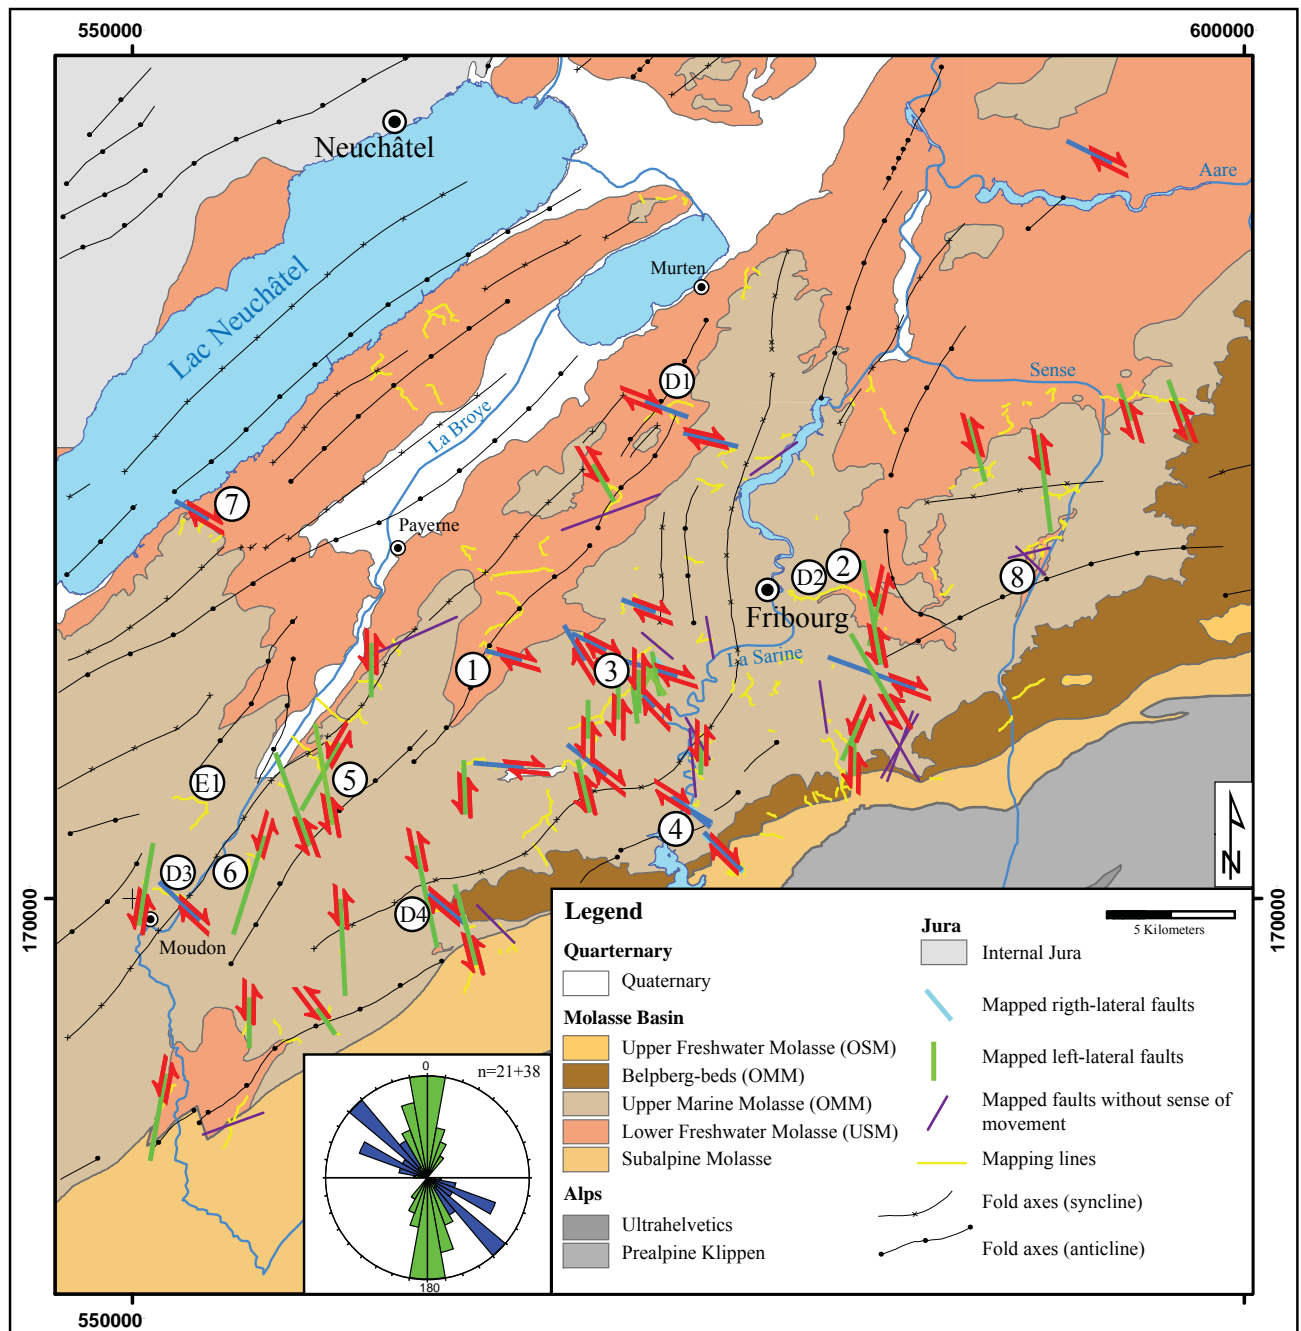 550000
600000
Neuchâtel
Aare
Lac Neuchâtel
Murten
D1
Sense
La Broye
7
Payerne
D2
2
8
Fribourg
1
3
La Sarine
E1
5
4
D3
6
D4
170000
170000
Moudon
N
Legend
Quarternary
Quaternary
Molasse Basin
Upper Freshwater Molasse (OSM)
Belpberg-beds (OMM)
Upper Marine Molasse (OMM)
Lower Freshwater Molasse (USM)
Subalpine Molasse
Alps
Ultrahelvetics
Prealpine Klippen
5 Kilometers
Jura
Internal Jura
Mapped rigth-lateral faults
Mapped left-lateral faults
Mapped faults without sense of
movement
Mapping lines
Fold axes (syncline)
Fold axes (anticline)
0
n=21+38
180
550000